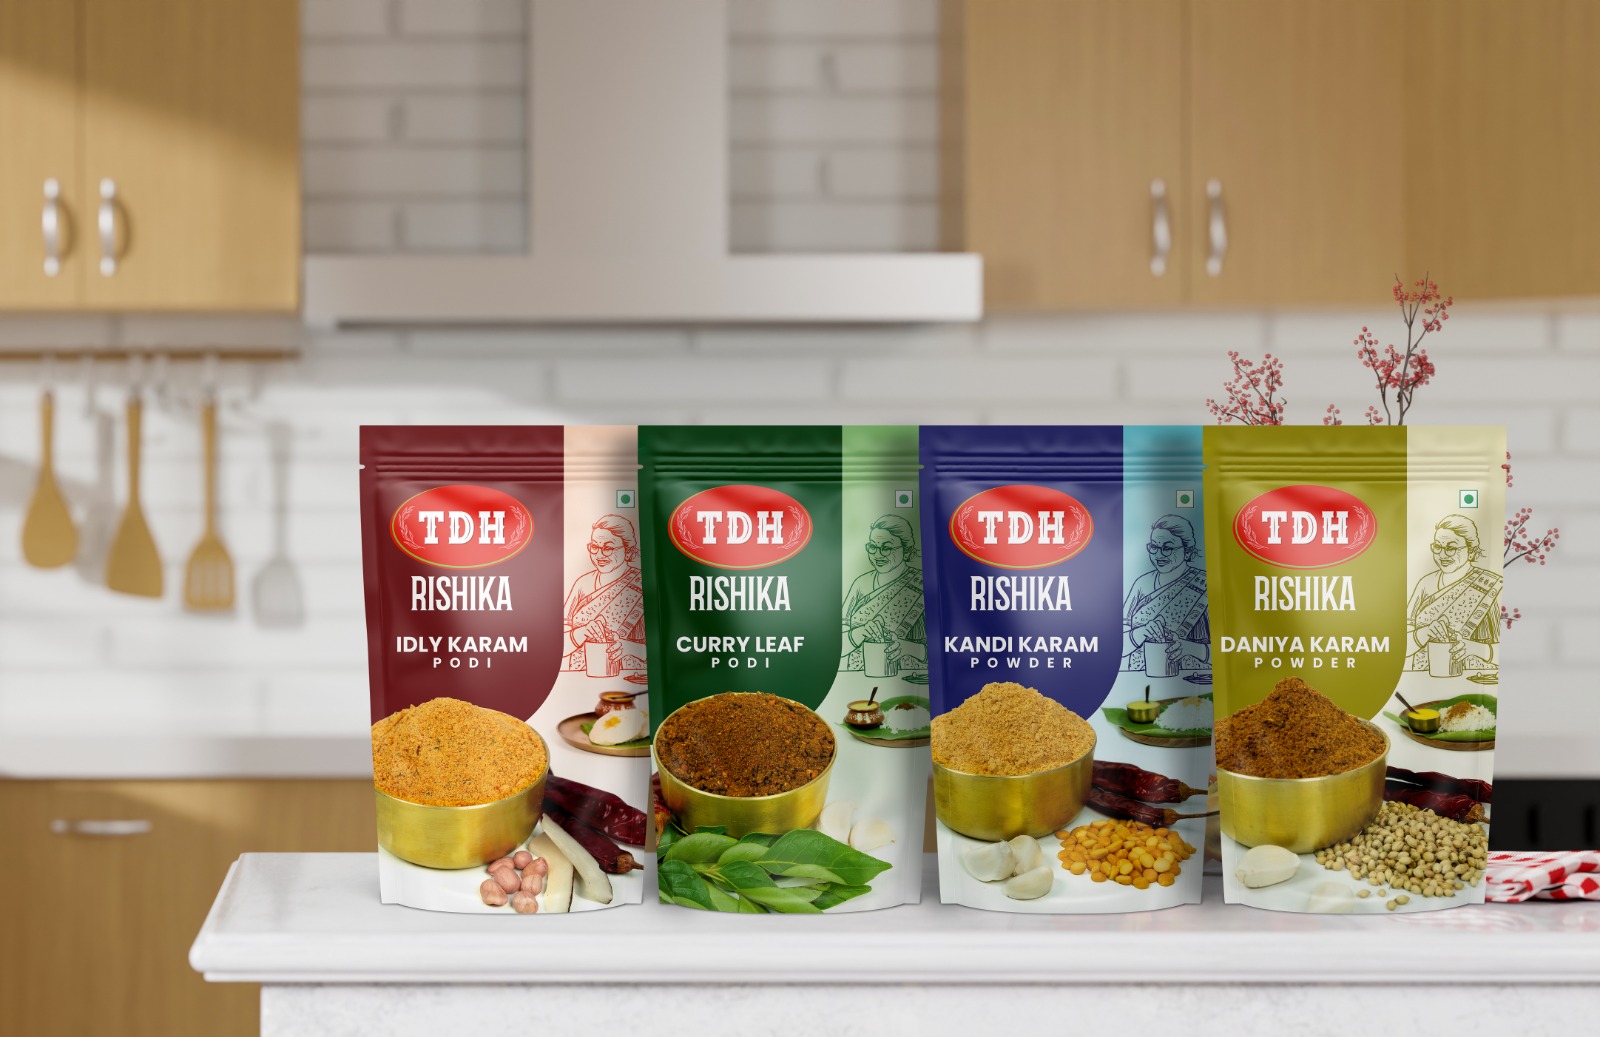 TDH
RISHIKA
IDLY KARAM
PODI
TDH
RISHIKA
CURRY LEAF
PODI
TDH
RISHIKA
KANDI KARAM
POWDER
TDH
RISHIKA
DANIYA KARAM
POWDER